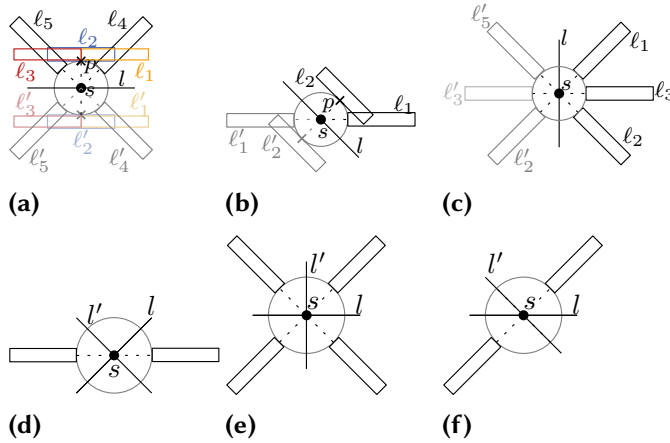 ℓ5 ℓ4
ℓ2
ℓ3 p l ℓ1
s
ℓ′3 ℓ′1
ℓ′2
ℓ′5 ℓ′4
(a)
ℓ2
p ℓ1
ℓ′1 ℓ′2 s l
(b)
ℓ′5 l ℓ1
ℓ′3 s ℓ3
ℓ′2 ℓ2
(c)
l′ l
s
(d)
l′
s l
(e)
l′
s l
(f)